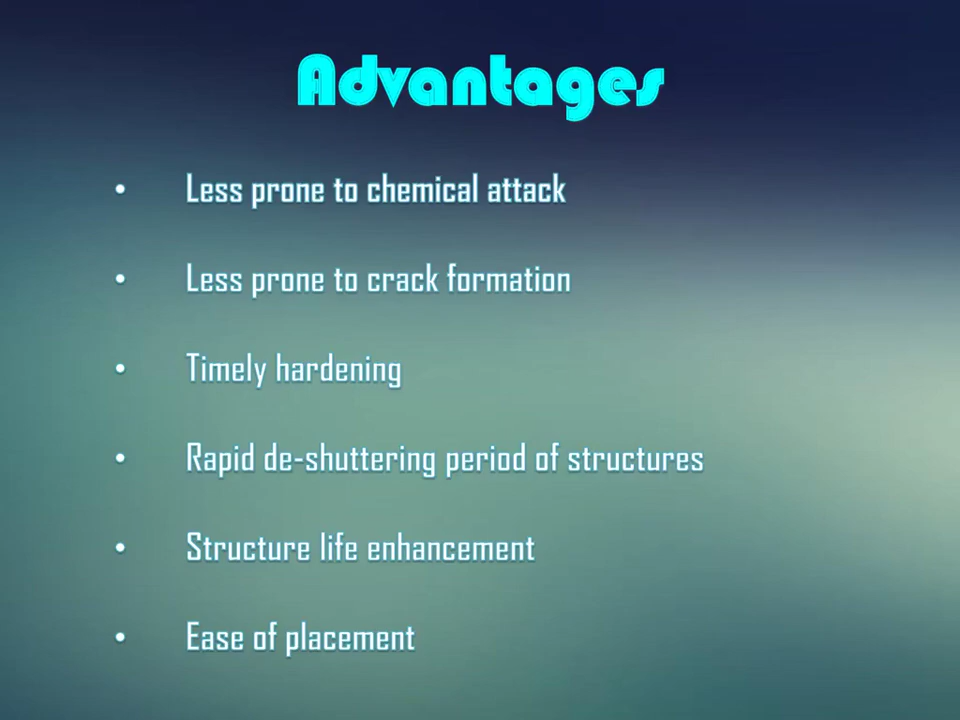 Advantages
• Less prone to chemical attack
• Less prone to crack formation
• Timely hardening
• Rapid de-shuttering period of structures
• Structure life enhancement
• Ease of placement